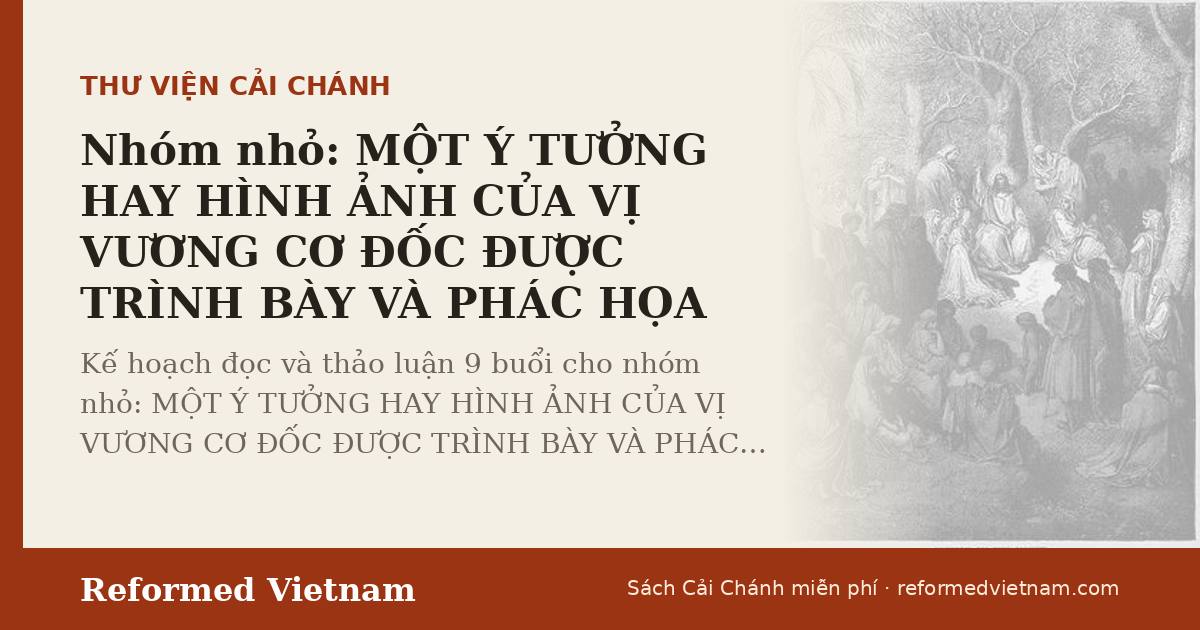 THƯ VIỆN CẢI CHÁNH
Nhóm nhỏ: MỘT Ý TƯỞNG
HAY HÌNH ẢNH CỦA VỊ
VƯƠNG CƠ ĐỐC ĐƯỢC
TRÌNH BÀY VÀ PHÁC HỌA
Kế hoạch đọc và thảo luận 9 buổi cho nhóm
nhỏ: MỘT Ý TƯỞNG HAY HÌNH ẢNH CỦA VỊ
VƯƠNG CƠ ĐỐC ĐƯỢC TRÌNH BÀY VÀ PHÁC…
Reformed Vietnam
Sách Cải Chánh miễn phí · reformedvietnam.com